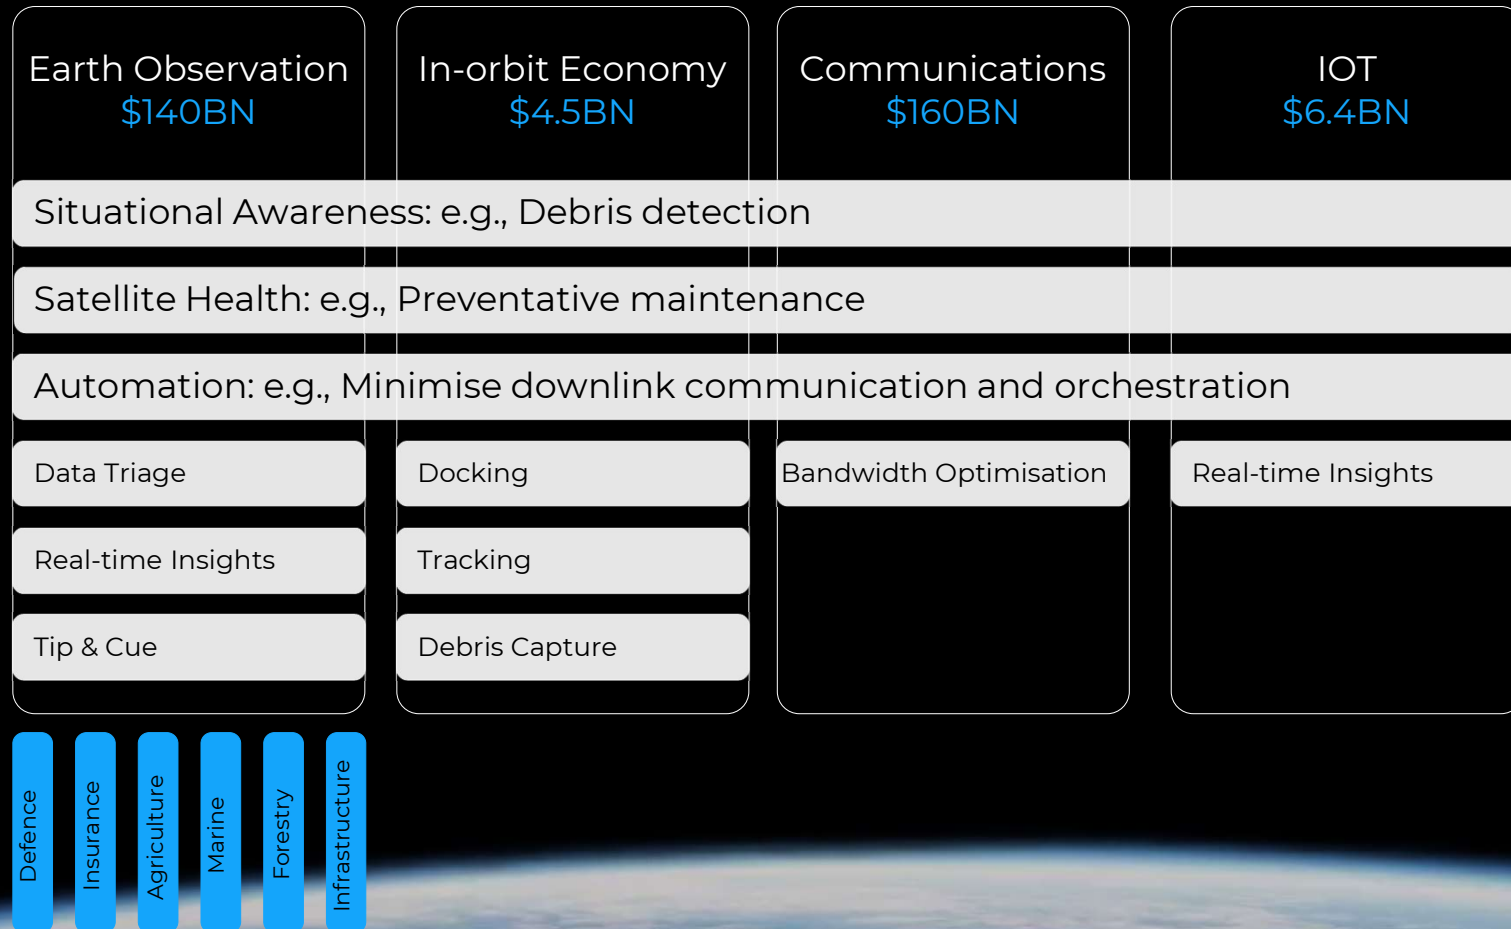 Earth Observation
$140BN
In-orbit Economy
$4.5BN
Communications
$160BN
IOT
$6.4BN
Situational Awareness: e.g., Debris detection
Satellite Health: e.g., Preventative maintenance
Automation: e.g., Minimise downlink communication and orchestration
Data Triage
Docking
Bandwidth Optimisation
Real-time Insights
Real-time Insights
Tracking
Tip & Cue
Debris Capture
Defence
Insurance
Agriculture
Marine
Forestry
Infrastructure